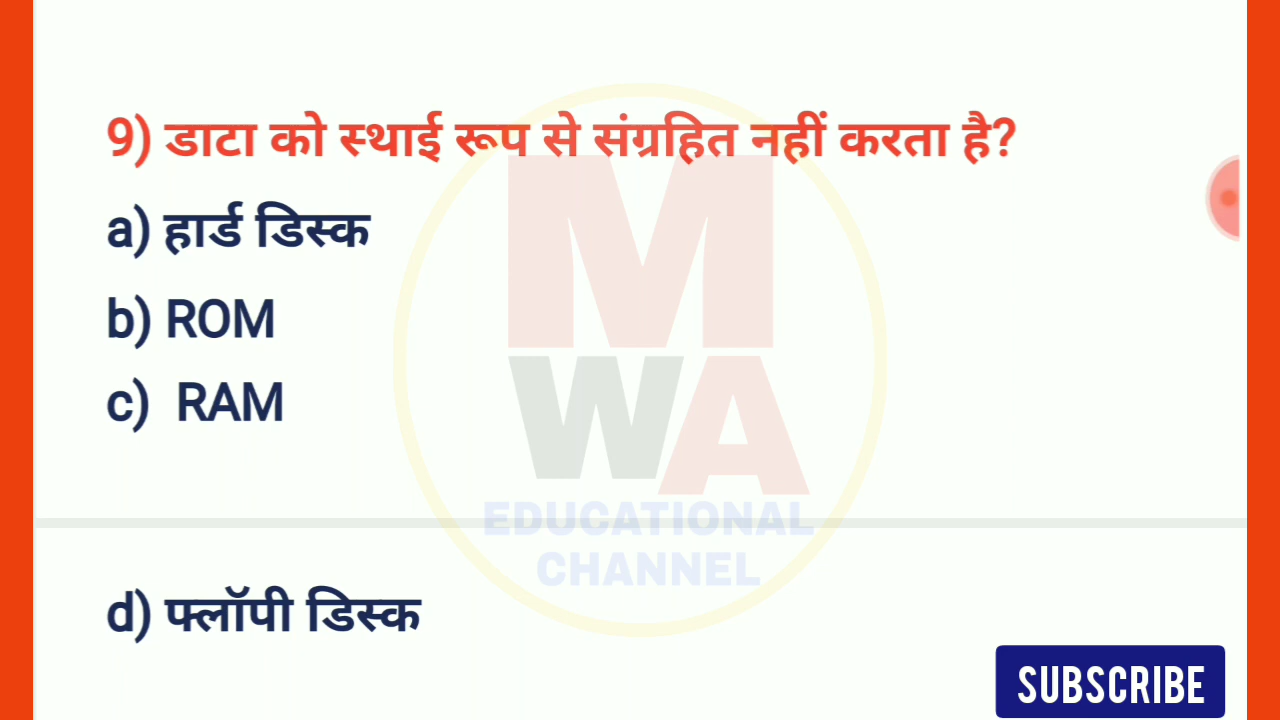 9) डाटा को स्थाई रूप से संग्रहित नहीं करता है?
a) हार्ड डिस्क
b) ROM
c) RAM
d) फ्लॉपी डिस्क
M
WA
EDUCATIONAL
CHANNEL
SUBSCRIBE